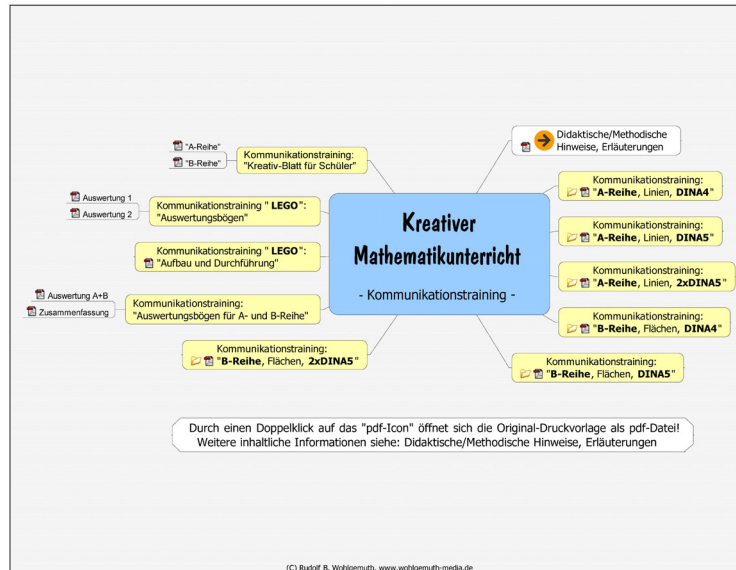 "A-Reihe"
"B-Reihe"
Kommunikationstraining:
"Kreativ-Blatt für Schüler"
Auswertung 1
Auswertung 2
Kommunikationstraining "LEGO":
"Auswertungsbögen"
Kommunikationstraining "LEGO":
"Aufbau und Durchführung"
Auswertung A+B
Zusammenfassung
Kommunikationstraining:
"Auswertungsbögen für A- und B-Reihe"
Kommunikationstraining:
"B-Reihe, Flächen, 2xDINA5"
Kreativer
Mathematikunterricht
- Kommunikationstraining -
Didaktische/Methodische
Hinweise, Erläuterungen
Kommunikationstraining:
"A-Reihe, Linien, DINA4"
Kommunikationstraining:
"A-Reihe, Linien, DINA5"
Kommunikationstraining:
"A-Reihe, Linien, 2xDINA5"
Kommunikationstraining:
"B-Reihe, Flächen, DINA4"
Kommunikationstraining:
"B-Reihe, Flächen, DINA5"
Durch einen Doppelklick auf das "pdf-Icon" öffnet sich die Original-Druckvorlage als pdf-Datei!
Weitere inhaltliche Informationen siehe: Didaktische/Methodische Hinweise, Erläuterungen
(C) Rudolf B. Wohlgemuth, www.wohlgemuth-media.de